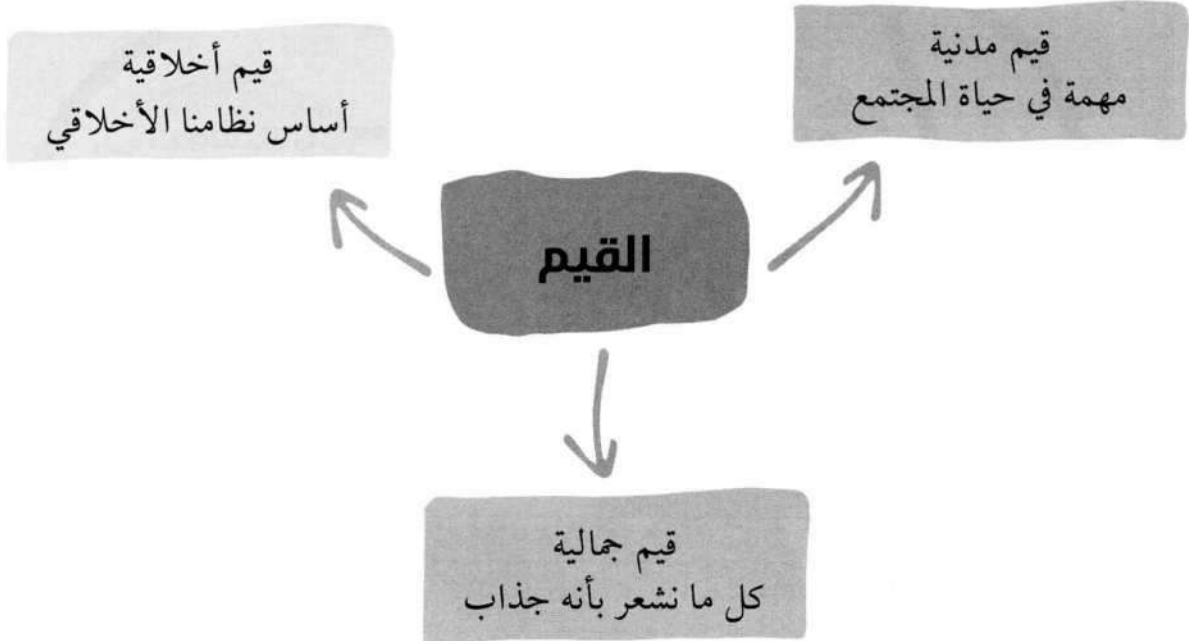 قيم مدنية
مهمة في حياة المجتمع
قيم أخلاقية
أساس نظامنا الأخلاقي
القيم
قيم جمالية
كل ما نشعر بأنه جذاب